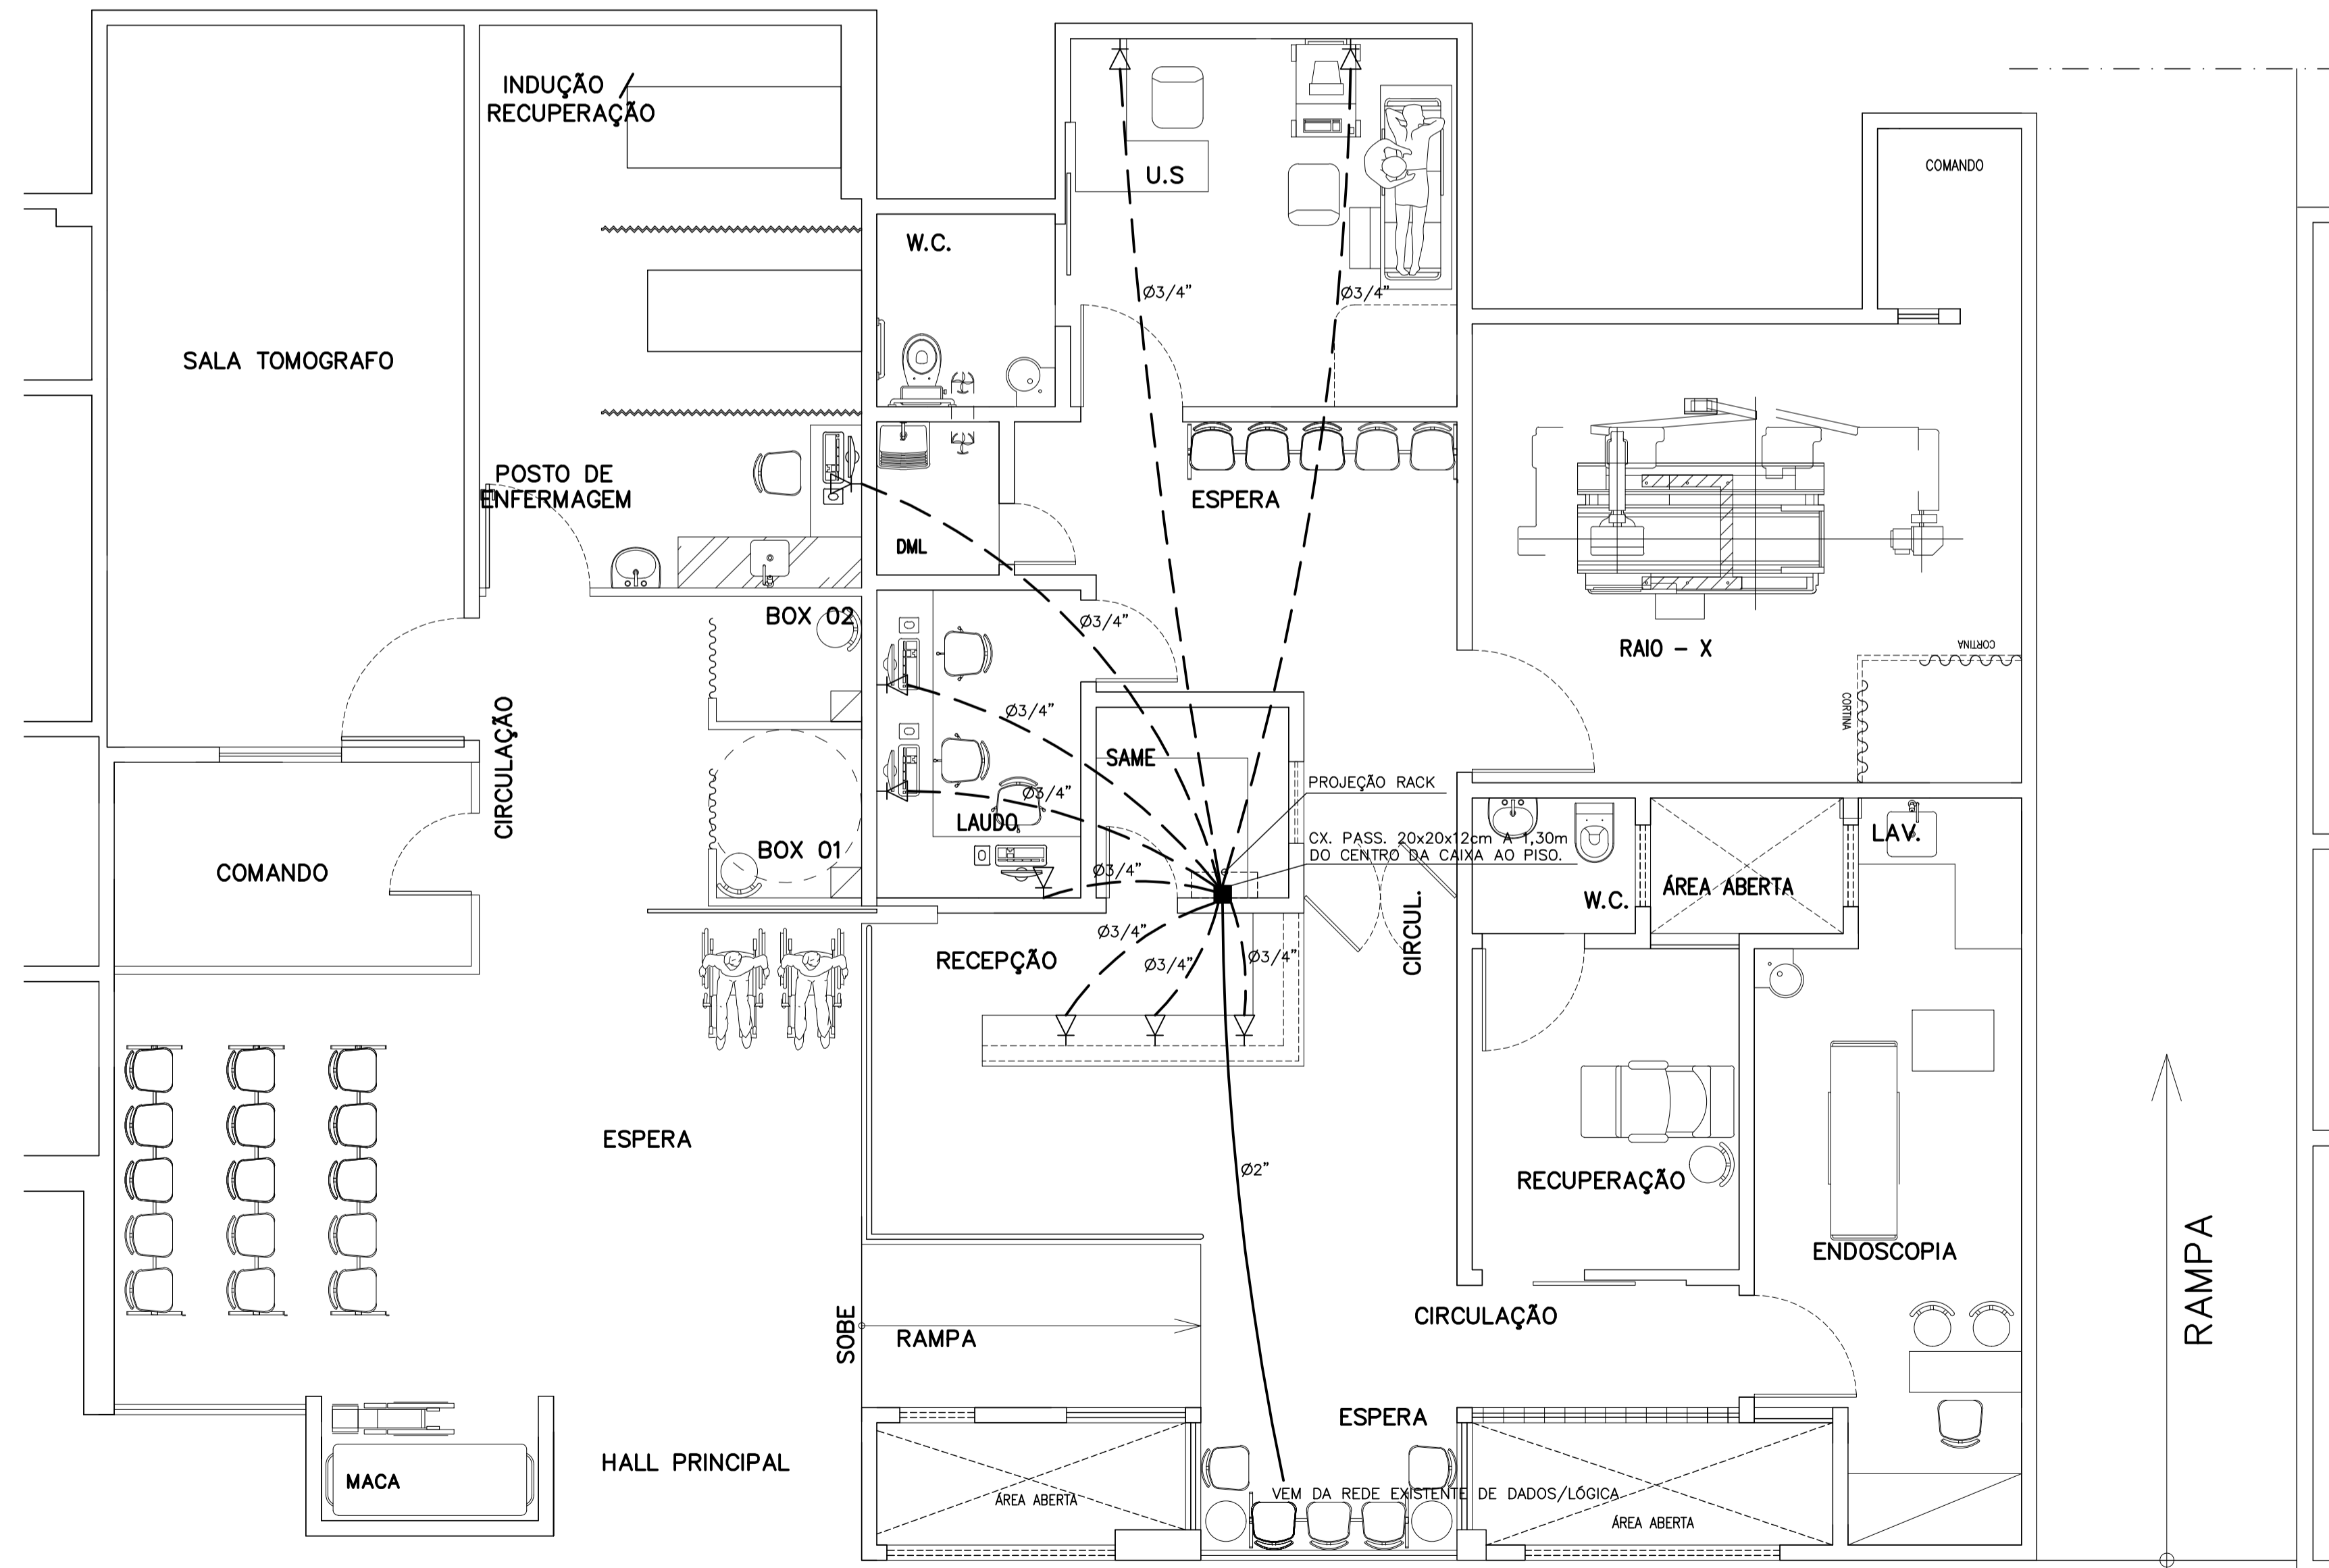 INDUÇÃO
RECUPERAÇÃO
COMANDO
U.S
W.C.
Ø3/4"
Ø3/4"
SALA TOMOGRAFO
POSTO DE
ENFERMAGEM
ESPERA
DML
BOX 02
Ø3/4"
RAIO - X
CORTINA
CORTINA
CIRCULAÇÃO
Ø3/4"
SAME
PROJEÇÃO RACK
Ø3/4"
LAUDO
CX. PASS. 20x20x12cm A 1,30m
DO CENTRO DA CAIXA AO PISO.
LAV.
BOX 01
COMANDO
Ø3/4"
ÁREA ABERTA
W.C.
CIRCUL.
RECEPÇÃO
Ø3/4"
Ø3/4"
Ø3/4"
ESPERA
Ø2"
RECUPERAÇÃO
ENDOSCOPIA
RAMPA
SOBE
RAMPA
CIRCULAÇÃO
ESPERA
HALL PRINCIPAL
MACA
ÁREA ABERTA
VEM DA REDE EXISTENTE DE DADOS/LÓGICA
ÁREA ABERTA